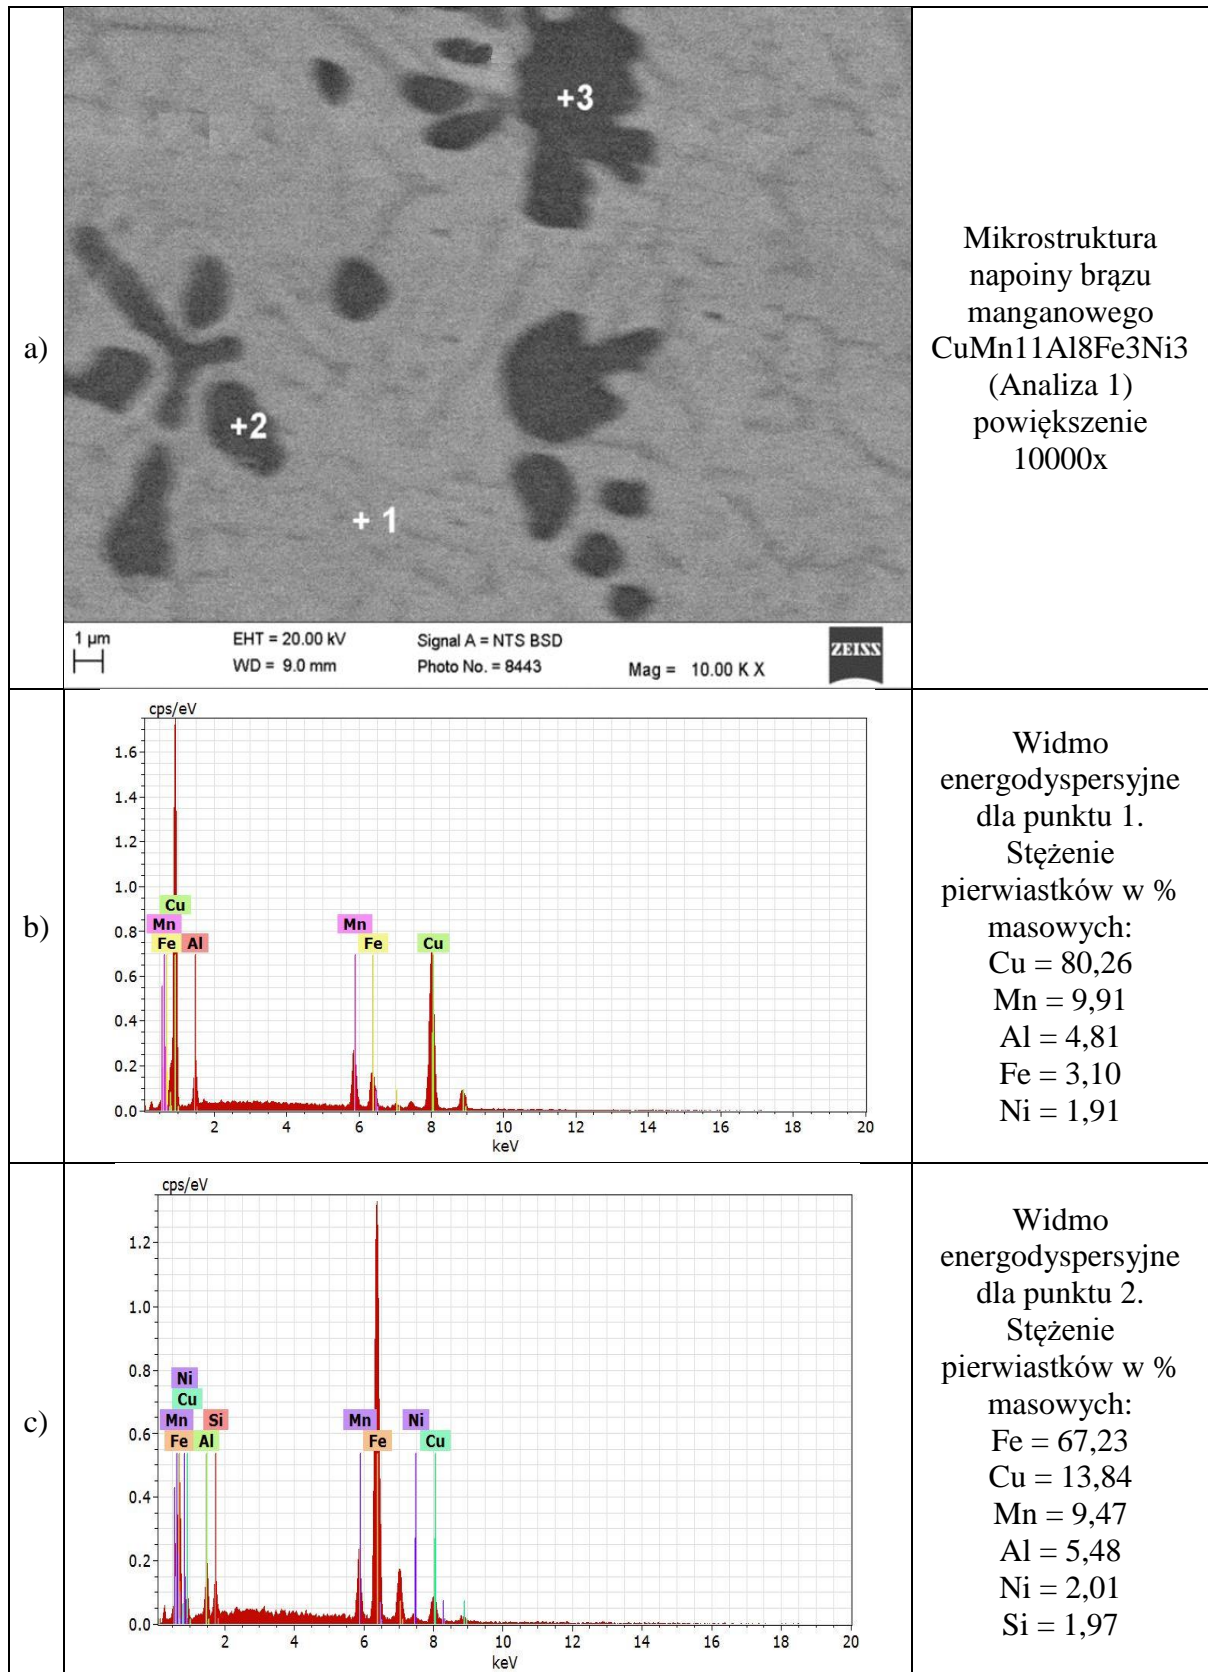 a)
+3
+2
+ 1
1 µm
EHT = 20.00 kV
Signal A = NTS BSD
WD = 9.0 mm
Photo No. = 8443
Mag = 10.00 K X
ZEISS
Mikrostruktura
napoiny brązu
manganowego
CuMn11Al8Fe3Ni3
(Analiza 1)
powiększenie
10000x
b)
cps/eV
1.6
1.4
1.2
1.0
0.8
0.6
0.4
0.2
0.0
Cu
Mn
Fe Al
Mn
Fe
Cu
2 4 6 8 10 12 14 16 18 20
keV
Widmo
energodyspersyjne
dla punktu 1.
Stężenie
pierwiastków w %
masowych:
Cu = 80,26
Mn = 9,91
Al = 4,81
Fe = 3,10
Ni = 1,91
c)
cps/eV
1.2
1.0
0.8
0.6
0.4
0.2
0.0
Ni
Cu
Mn Si
Fe Al
Mn Ni
Fe Cu
2 4 6 8 10 12 14 16 18 20
keV
Widmo
energodyspersyjne
dla punktu 2.
Stężenie
pierwiastków w %
masowych:
Fe = 67,23
Cu = 13,84
Mn = 9,47
Al = 5,48
Ni = 2,01
Si = 1,97